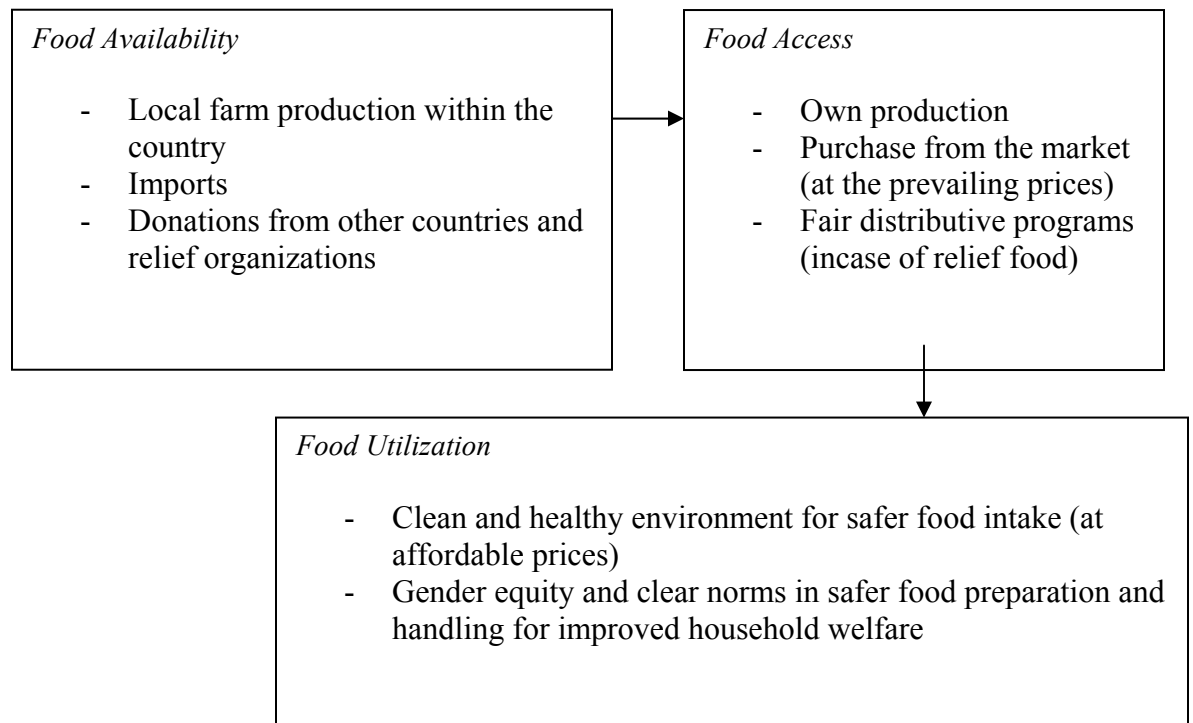 Food Availability
- Local farm production within the
country
- Imports
- Donations from other countries and
relief organizations
Food Access
- Own production
- Purchase from the market
(at the prevailing prices)
- Fair distributive programs
(incase of relief food)
Food Utilization
- Clean and healthy environment for safer food intake (at
affordable prices)
- Gender equity and clear norms in safer food preparation and
handling for improved household welfare